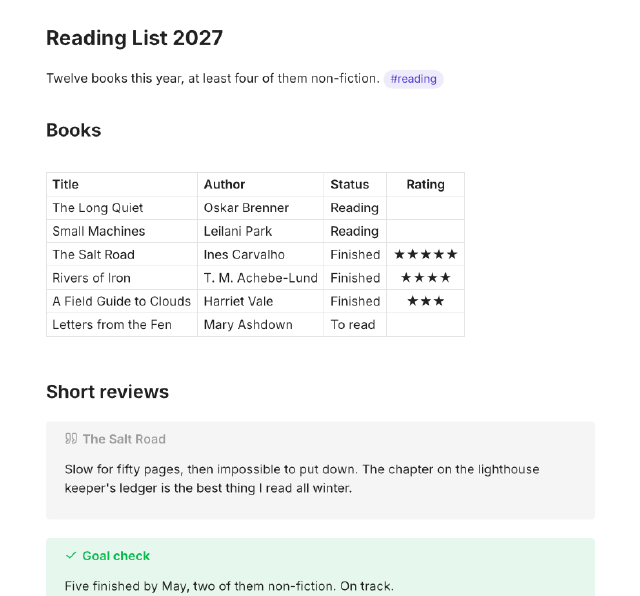 Reading List 2027
Twelve books this year, at least four of them non-fiction. #reading
Books
Title Author Status Rating
The Long Quiet Oskar Brenner Reading
Small Machines Leilani Park Reading
The Salt Road Ines Carvalho Finished ★★★★★
Rivers of Iron T. M. Achebe-Lund Finished ★★★★
A Field Guide to Clouds Harriet Vale Finished ★★★
Letters from the Fen Mary Ashdown To read
Short reviews
The Salt Road
Slow for fifty pages, then impossible to put down. The chapter on the lighthouse
keeper's ledger is the best thing I read all winter.
Goal check
Five finished by May, two of them non-fiction. On track.